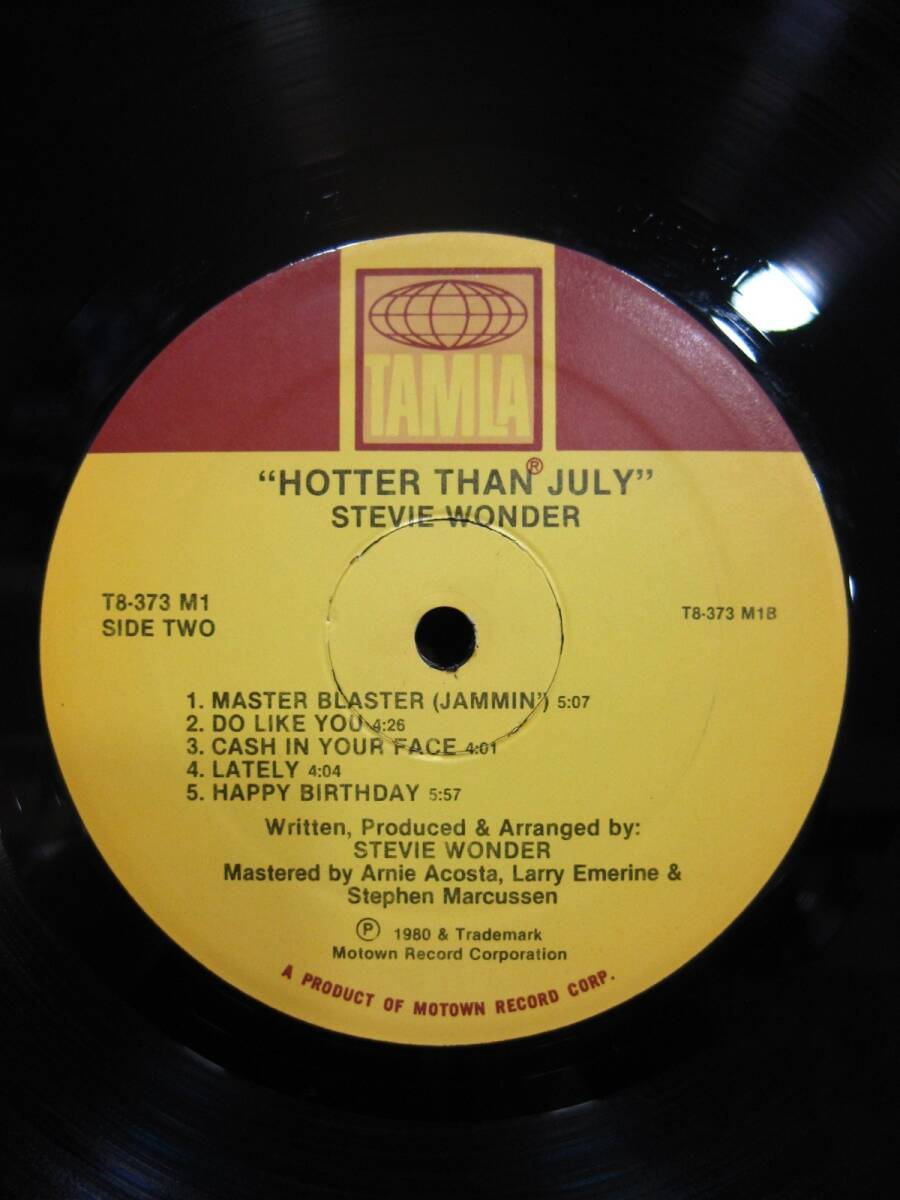 TAMLA
®
"HOTTER THAN JULY"
STEVIE WONDER
T8-373 M1
SIDE TWO
T8-373 M1B
1. MASTER BLASTER (JAMMIN') 5:07
2. DO LIKE YOU 4:26
3. CASH IN YOUR FACE 4:01
4. LATELY 4:04
5. HAPPY BIRTHDAY 5:57
Written, Produced & Arranged by:
STEVIE WONDER
Mastered by Arnie Acosta, Larry Emerine &
Stephen Marcussen
℗ 1980 & Trademark
Motown Record Corporation
A PRODUCT OF MOTOWN RECORD CORP.